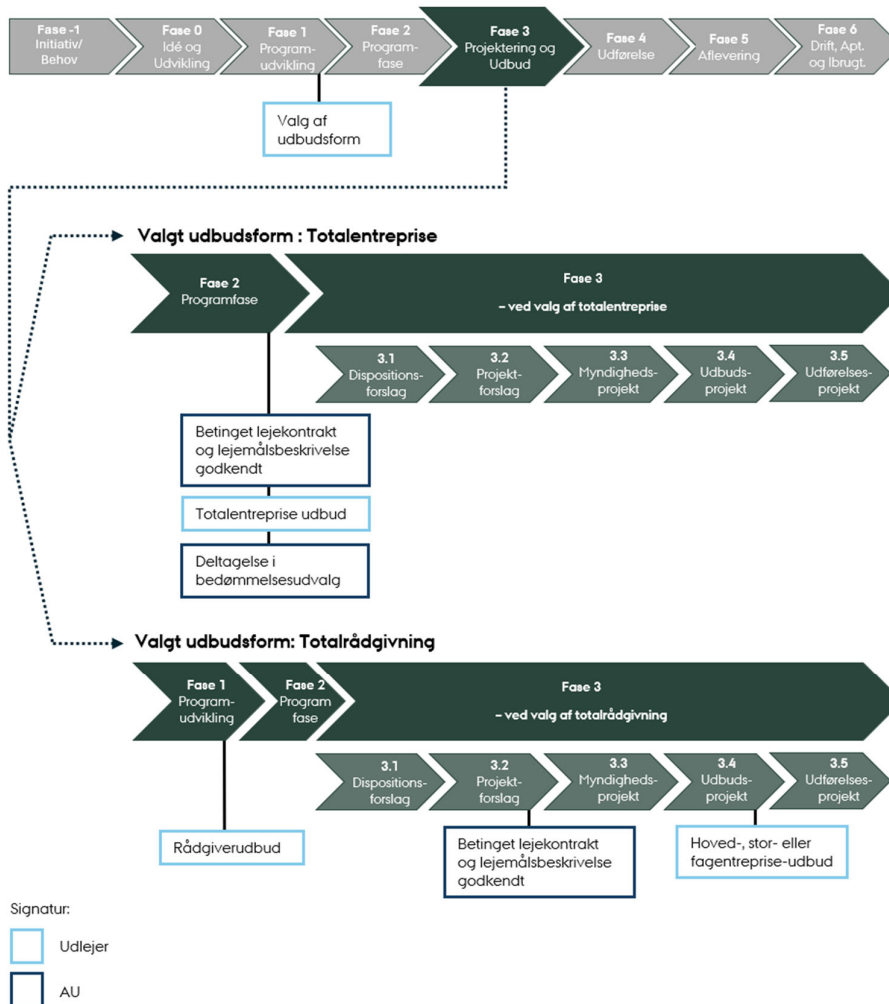 Fase -1
Initiativ/
Behov
Fase 0
Idé og
Udvikling
Fase 1
Program-
udvikling
Fase 2
Program-
fase
Fase 3
Projektering og
Udbud
Fase 4
Udførelse
Fase 5
Aflevering
Fase 6
Drift, Apt.
og Ibrugt.
Valg af
udbudsform
Valgt udbudsform : Totalentreprise
Fase 2
Programfase
Fase 3
– ved valg af totalentreprise
3.1
Dispositions-
forslag
3.2
Projekt-
forslag
3.3
Myndigheds-
projekt
3.4
Udbuds-
projekt
3.5
Udførelses-
projekt
Betinget lejekontrakt
og lejemålsbeskrivelse
godkendt
Totalentreprise udbud
Deltagelse i
bedømmelsesudvalg
Valgt udbudsform: Totalrådgivning
Fase 1
Program-
udvikling
Fase 2
Program
fase
Fase 3
– ved valg af totalrådgivning
3.1
Dispositions-
forslag
3.2
Projekt-
forslag
3.3
Myndigheds-
projekt
3.4
Udbuds-
projekt
3.5
Udførelses-
projekt
Rådgiverudbud
Betinget lejekontrakt
og lejemålsbeskrivelse
godkendt
Hoved-, stor- eller
fagentreprise-udbud
Signatur:
Udlejer
AU